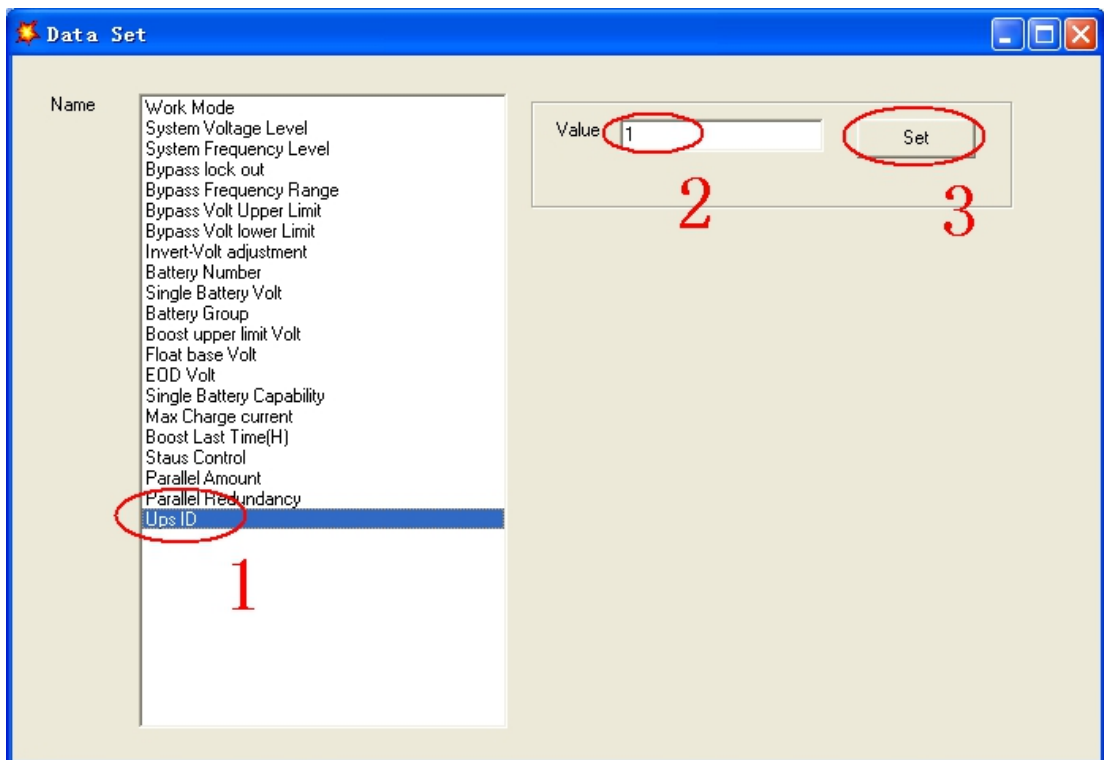 Data Set
Name
Work Mode
System Voltage Level
System Frequency Level
Bypass lock out
Bypass Frequency Range
Bypass Volt Upper Limit
Bypass Volt lower Limit
Invert-Volt adjustment
Battery Number
Single Battery Volt
Battery Group
Boost upper limit Volt
Float base Volt
EOD Volt
Single Battery Capability
Max Charge current
Boost Last Time(H)
Staus Control
Parallel Amount
Parallel Redundancy
Ups ID
1
Value 1
Set
2
3